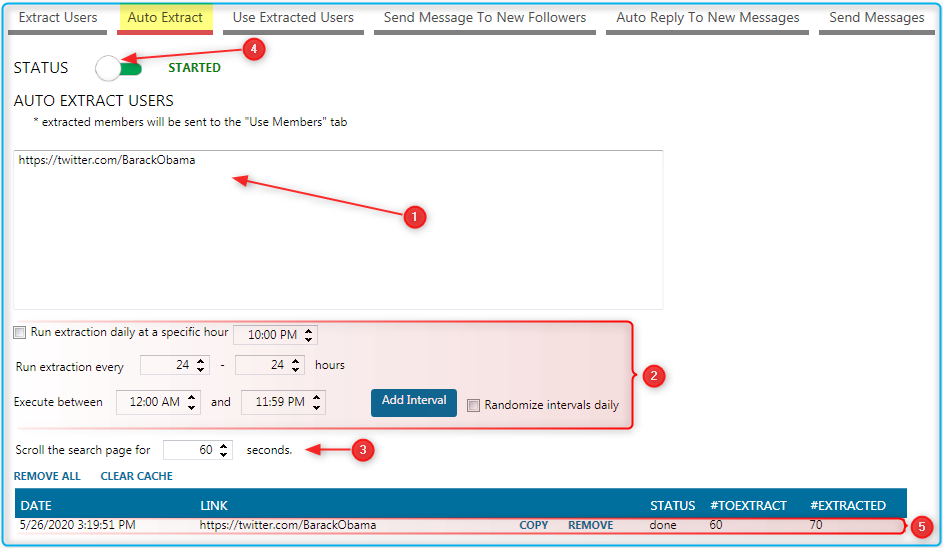 Extract Users Auto Extract Use Extracted Users Send Message To New Followers Auto Reply To New Messages Send Messages
4
STATUS STARTED
AUTO EXTRACT USERS
* extracted members will be sent to the "Use Members" tab
https://twitter.com/BarackObama
1
Run extraction daily at a specific hour 10:00 PM
Run extraction every 24 - 24 hours
2
Execute between 12:00 AM and 11:59 PM Add Interval Randomize intervals daily
Scroll the search page for 60 seconds. 3
REMOVE ALL CLEAR CACHE
DATE LINK STATUS #TOEXTRACT #EXTRACTED
5/26/2020 3:19:51 PM https://twitter.com/BarackObama COPY REMOVE done 60 70 5